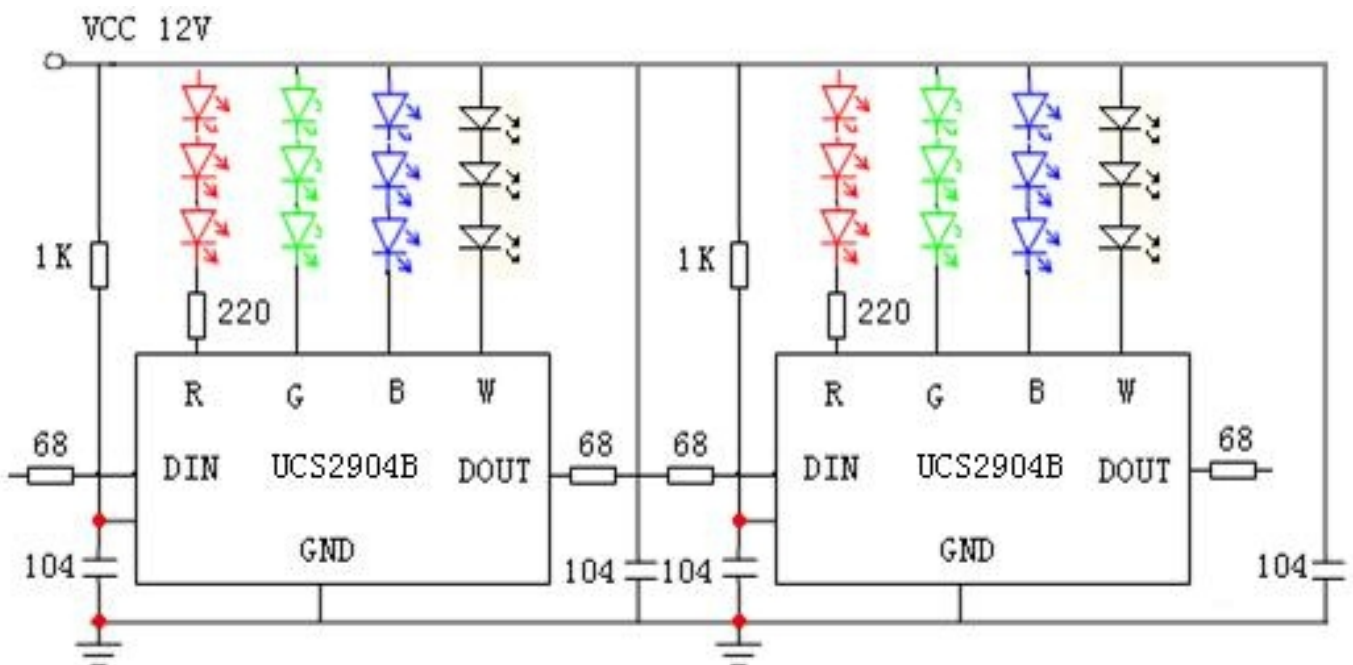 VCC 12V
1K 1K
220 220
R G B W R G B W
68 68 68 68
DIN UCS2904B DOUT DIN UCS2904B DOUT
GND GND
104 104 104 104